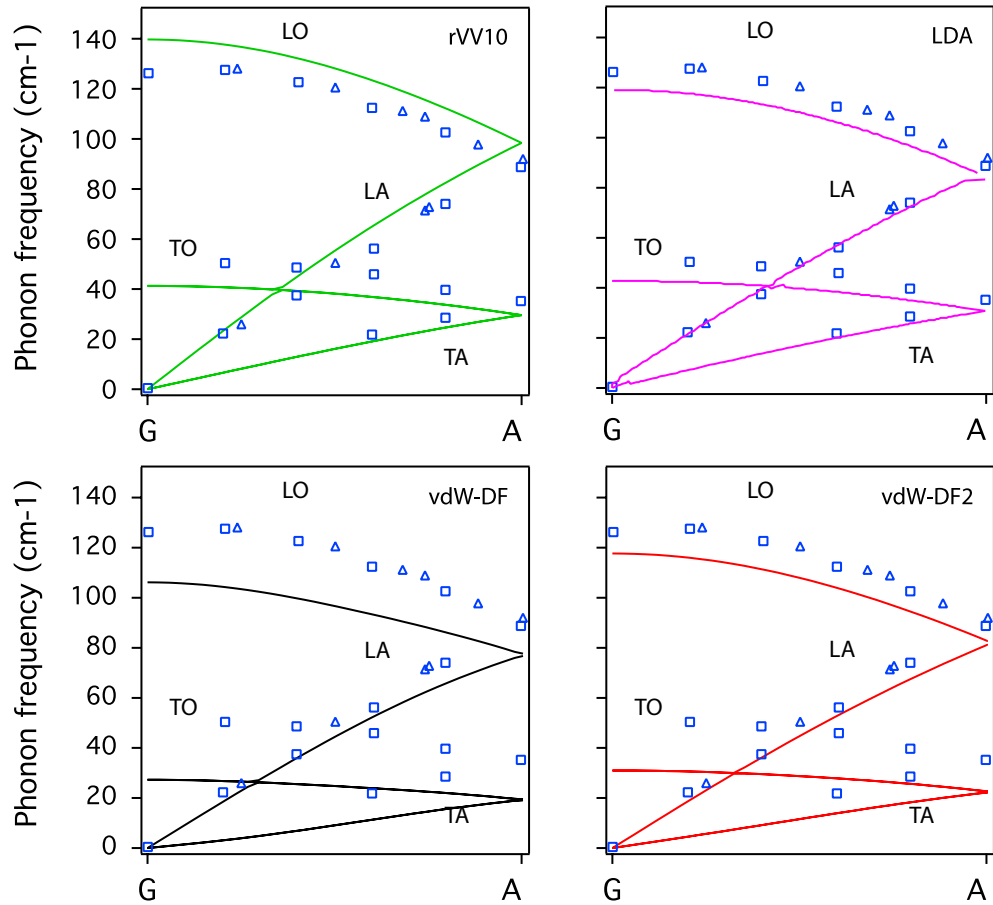 LO
rVV10
LO
LDA
140
120
100
80
60
40
20
0
Phonon frequency (cm-1)
LA
LA
TO
TO
TA
TA
G
A
G
A
LO
vdW-DF
LO
vdW-DF2
140
120
100
80
60
40
20
0
Phonon frequency (cm-1)
LA
LA
TO
TO
TA
TA
G
A
G
A